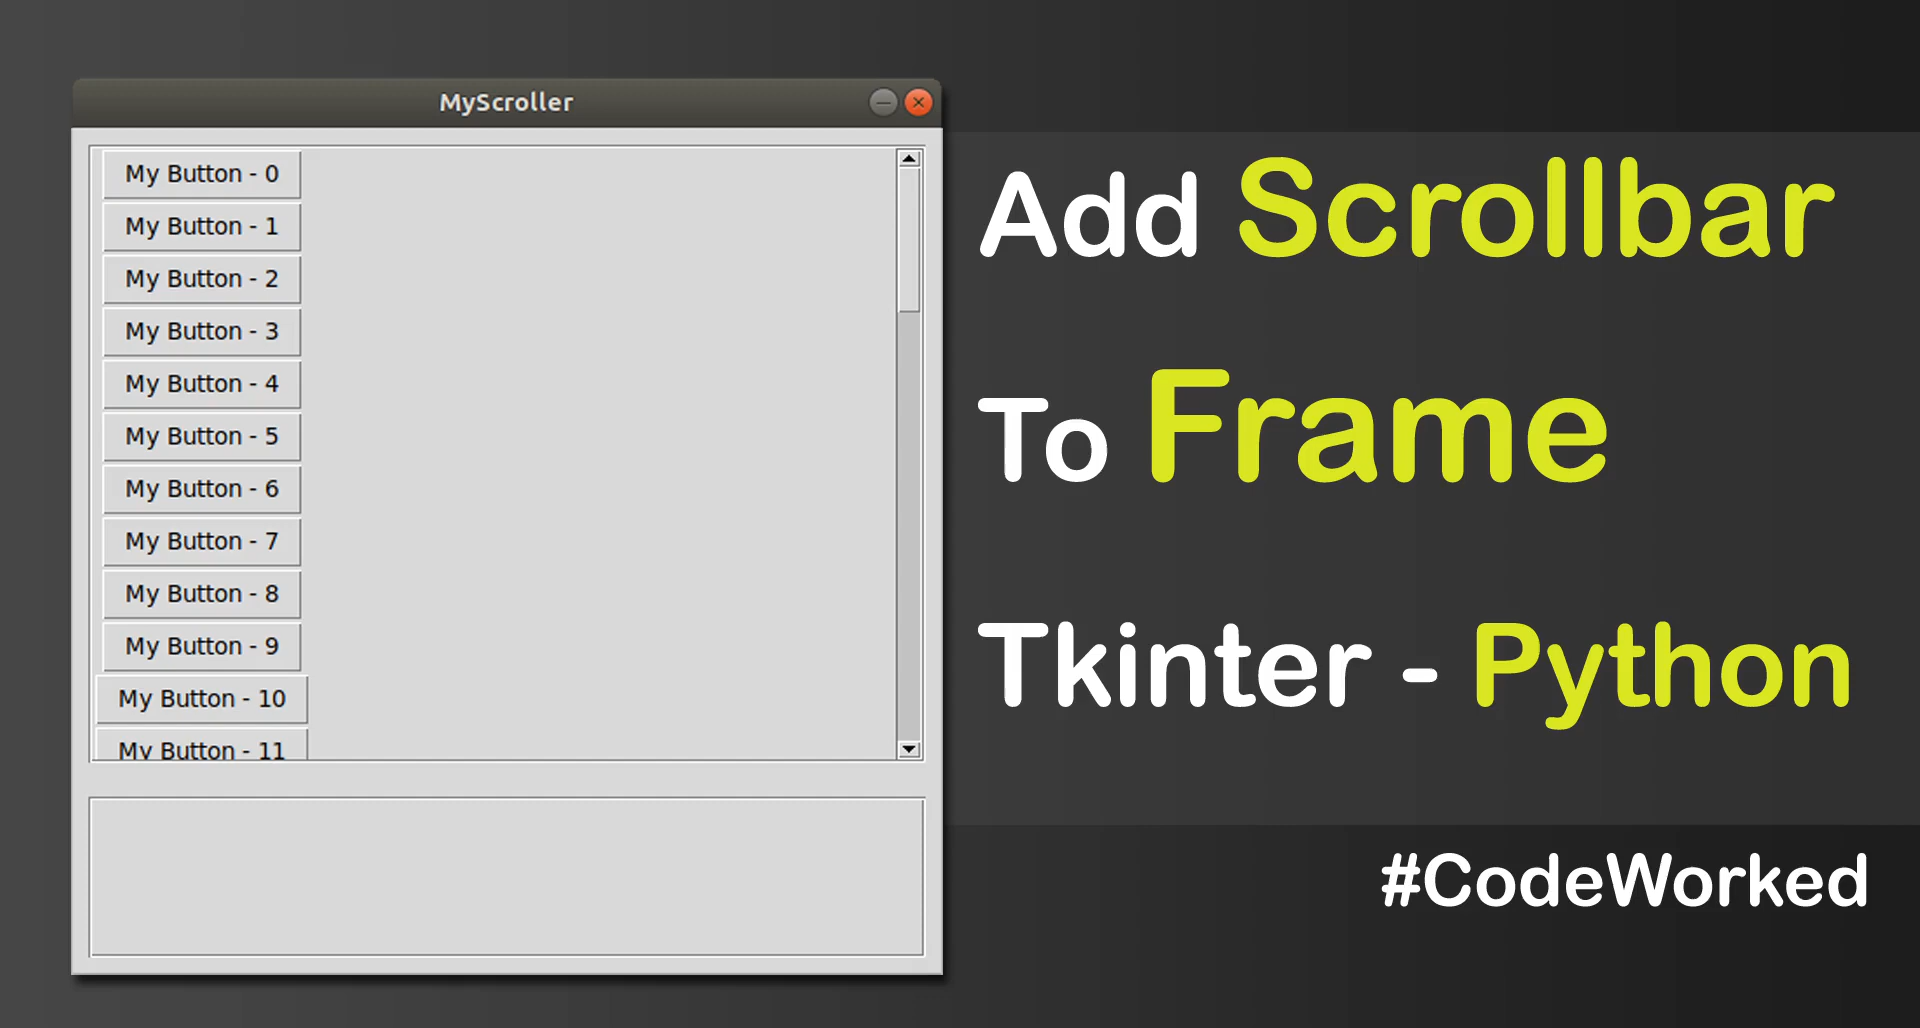 MyScroller
My Button - 0
My Button - 1
My Button - 2
My Button - 3
My Button - 4
My Button - 5
My Button - 6
My Button - 7
My Button - 8
My Button - 9
My Button - 10
My Button - 11
Add Scrollbar
To Frame
Tkinter - Python
#CodeWorked